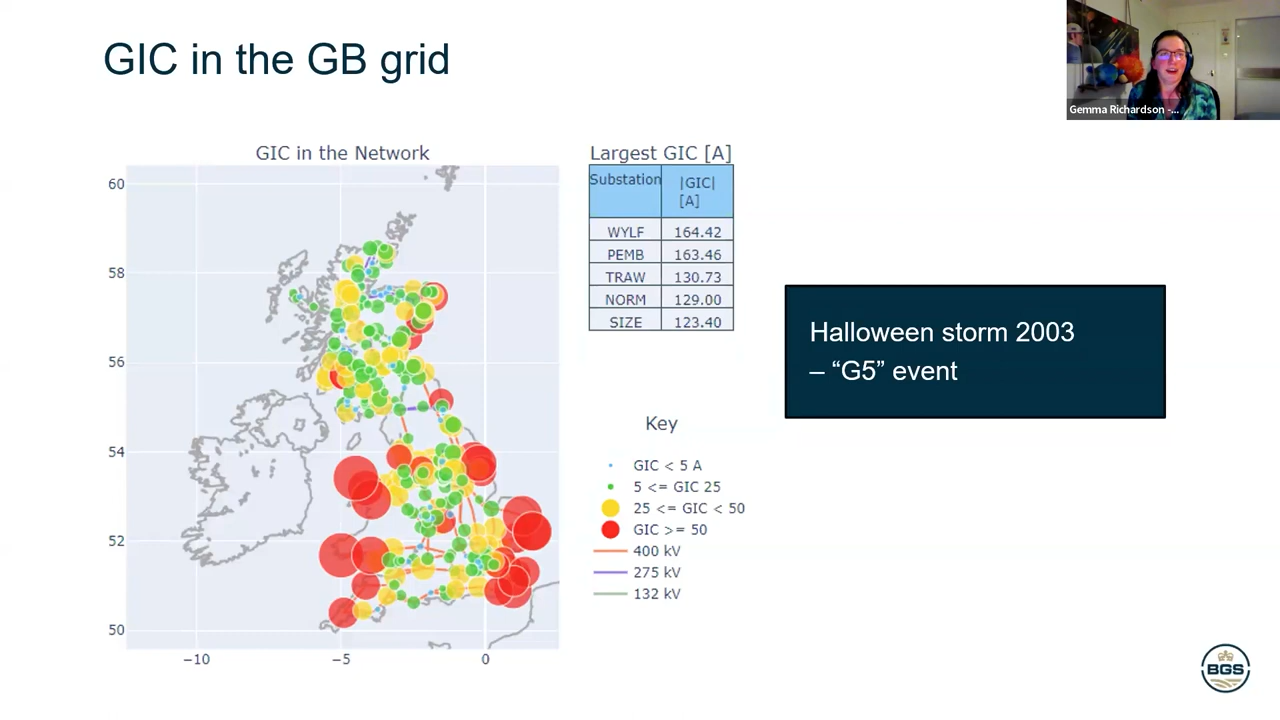 GIC in the GB grid
Gemma Richardson -...
GIC in the Network
60
58
56
54
52
50
−10
−5
0
Largest GIC [A]
Substation |GIC| [A]
WYLF 164.42
PEMB 163.46
TRAW 130.73
NORM 129.00
SIZE 123.40
Key
GIC < 5 A
5 <= GIC 25
25 <= GIC < 50
GIC >= 50
400 kV
275 kV
132 kV
Halloween storm 2003
– “G5” event
BGS